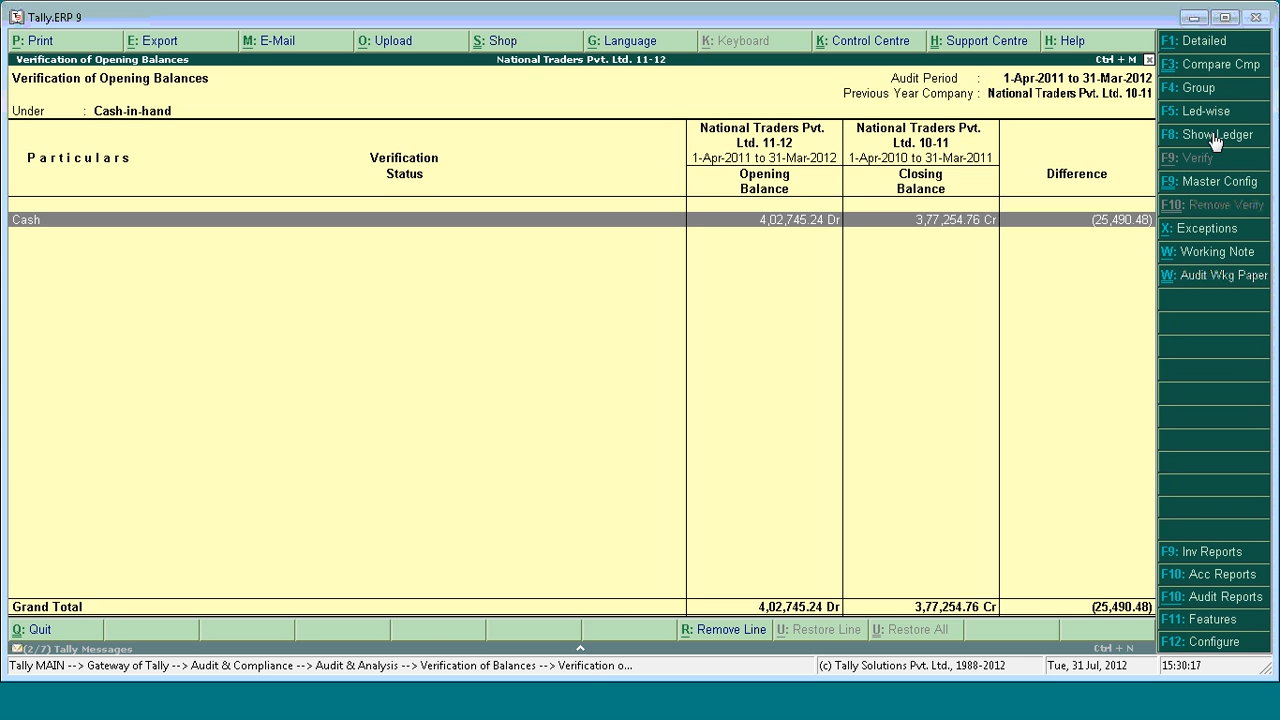 Tally.ERP 9
P: Print E: Export M: E-Mail O: Upload S: Shop G: Language K: Keyboard K: Control Centre H: Support Centre H: Help
Verification of Opening Balances National Traders Pvt. Ltd. 11-12 Ctrl + M
Verification of Opening Balances
Audit Period : 1-Apr-2011 to 31-Mar-2012
Previous Year Company : National Traders Pvt. Ltd. 10-11
Under : Cash-in-hand
Particulars
Verification
Status
National Traders Pvt.
Ltd. 11-12
1-Apr-2011 to 31-Mar-2012
Opening
Balance
National Traders Pvt.
Ltd. 10-11
1-Apr-2010 to 31-Mar-2011
Closing
Balance
Difference
Cash 4,02,745.24 Dr 3,77,254.76 Cr (25,490.48)
Grand Total 4,02,745.24 Dr 3,77,254.76 Cr (25,490.48)
Q: Quit R: Remove Line U: Restore Line U: Restore All
(2/7) Tally Messages Ctrl + N
Tally MAIN --> Gateway of Tally --> Audit & Compliance --> Audit & Analysis --> Verification of Balances --> Verification o... (c) Tally Solutions Pvt. Ltd., 1988-2012 Tue, 31 Jul, 2012 15:30:17
F1: Detailed
F3: Compare Cmp
F4: Group
F5: Led-wise
F8: Show Ledger
F9: Verify
F9: Master Config
F10: Remove Verify
X: Exceptions
W: Working Note
W: Audit Wkg Paper
F9: Inv Reports
F10: Acc Reports
F10: Audit Reports
F11: Features
F12: Configure